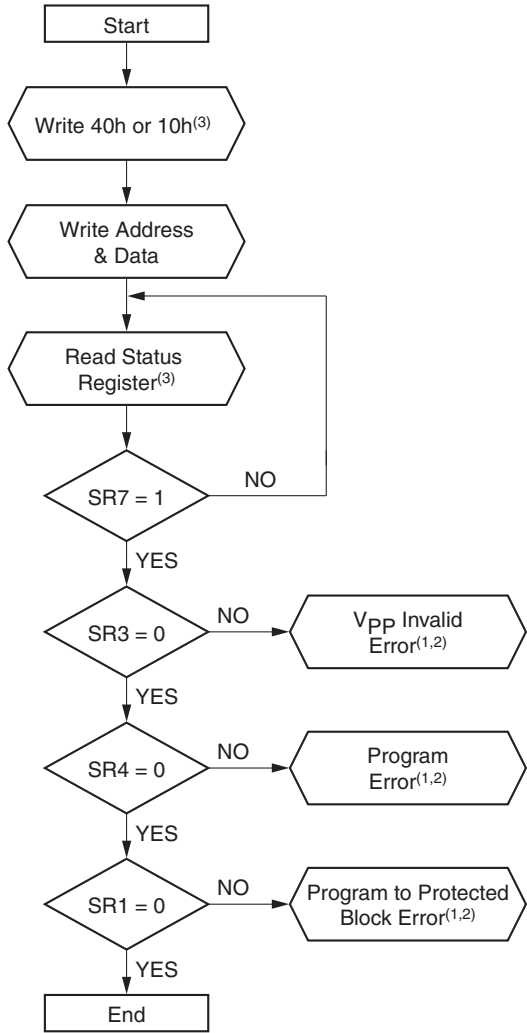 Start
Write 40h or 10h(3)
Write Address
& Data
Read Status
Register(3)
SR7 = 1
NO
YES
SR3 = 0
NO
VPP Invalid
Error(1,2)
YES
SR4 = 0
NO
Program
Error(1,2)
YES
SR1 = 0
NO
Program to Protected
Block Error(1,2)
YES
End